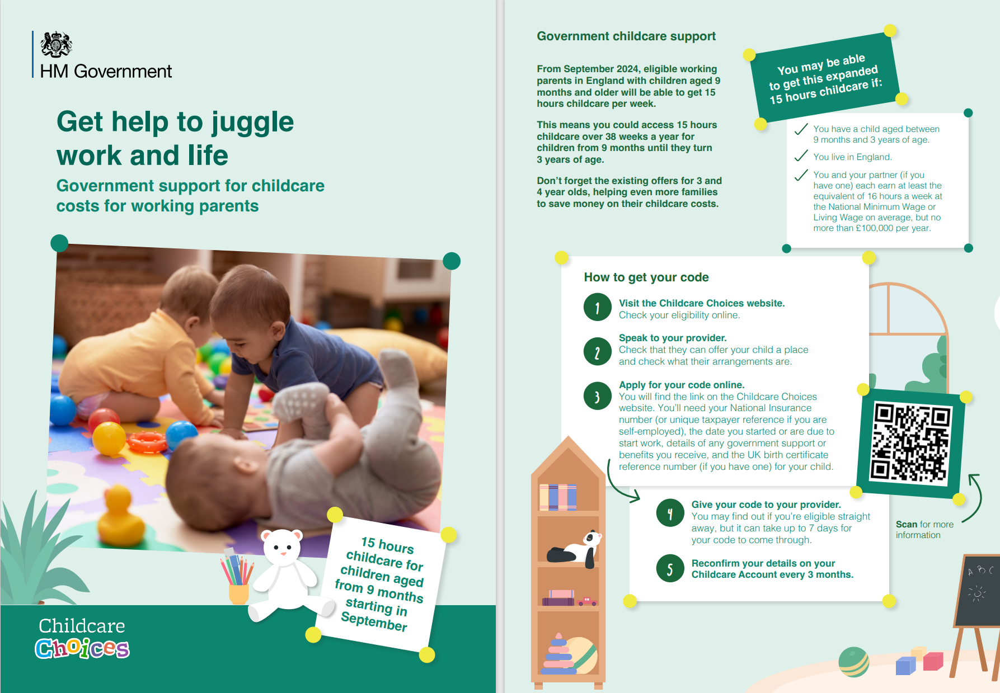 HM Government
Get help to juggle
work and life
Government support for childcare
costs for working parents
15 hours
childcare for
children aged
from 9 months
starting in
September
Childcare
Choices
Government childcare support
From September 2024, eligible working
parents in England with children aged 9
months and older will be able to get 15
hours childcare per week.
This means you could access 15 hours
childcare over 38 weeks a year for
children from 9 months until they turn
3 years of age.
Don’t forget the existing offers for 3 and
4 year olds, helping even more families
to save money on their childcare costs.
You may be able
to get this expanded
15 hours childcare if:
You have a child aged between
9 months and 3 years of age.
You live in England.
You and your partner (if you
have one) each earn at least the
equivalent of 16 hours a week at
the National Minimum Wage or
Living Wage on average, but no
more than £100,000 per year.
How to get your code
1
Visit the Childcare Choices website.
Check your eligibility online.
2
Speak to your provider.
Check that they can offer your child a place
and check what their arrangements are.
3
Apply for your code online.
You will find the link on the Childcare Choices
website. You’ll need your National Insurance
number (or unique taxpayer reference if you are
self-employed), the date you started or are due to
start work, details of any government support or
benefits you receive, and the UK birth certificate
reference number (if you have one) for your child.
4
Give your code to your provider.
You may find out if you’re eligible straight
away, but it can take up to 7 days for
your code to come through.
5
Reconfirm your details on your
Childcare Account every 3 months.
Scan for more
information
A B C